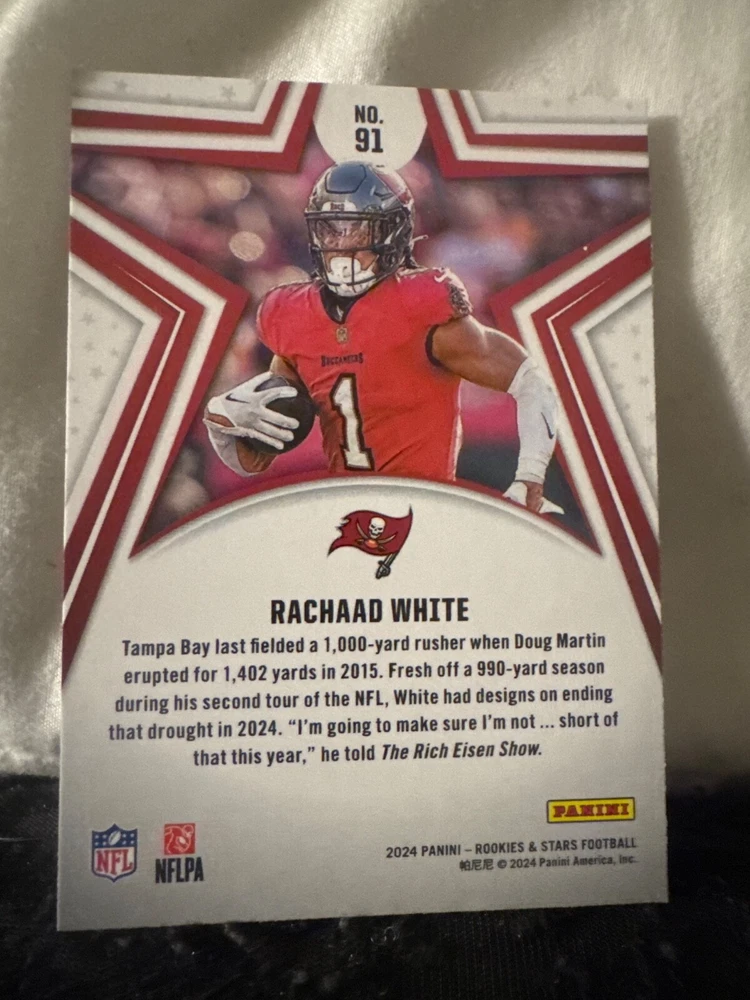 NO.
91
BUCCANEERS
1
RACHAAD WHITE
Tampa Bay last fielded a 1,000-yard rusher when Doug Martin
erupted for 1,402 yards in 2015. Fresh off a 990-yard season
during his second tour of the NFL, White had designs on ending
that drought in 2024. “I’m going to make sure I’m not ... short of
that this year,” he told The Rich Eisen Show.
PANINI
NFL
NFLPA
2024 PANINI – ROOKIES & STARS FOOTBALL
帕尼尼 © 2024 Panini America, Inc.